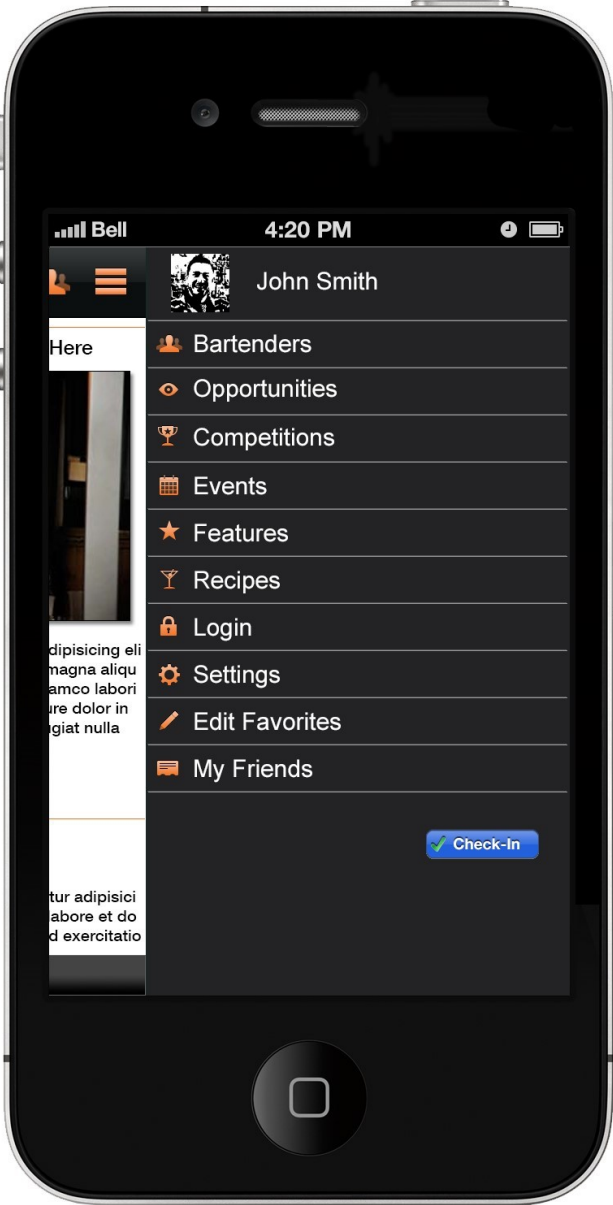 Bell 4:20 PM
John Smith
Here
Bartenders
Opportunities
Competitions
Events
Features
Recipes
Login
Settings
Edit Favorites
My Friends
dipisicing eli
magna aliqu
amco labori
ure dolor in
giat nulla
Check-In
tur adipisici
abore et do
d exercitatio